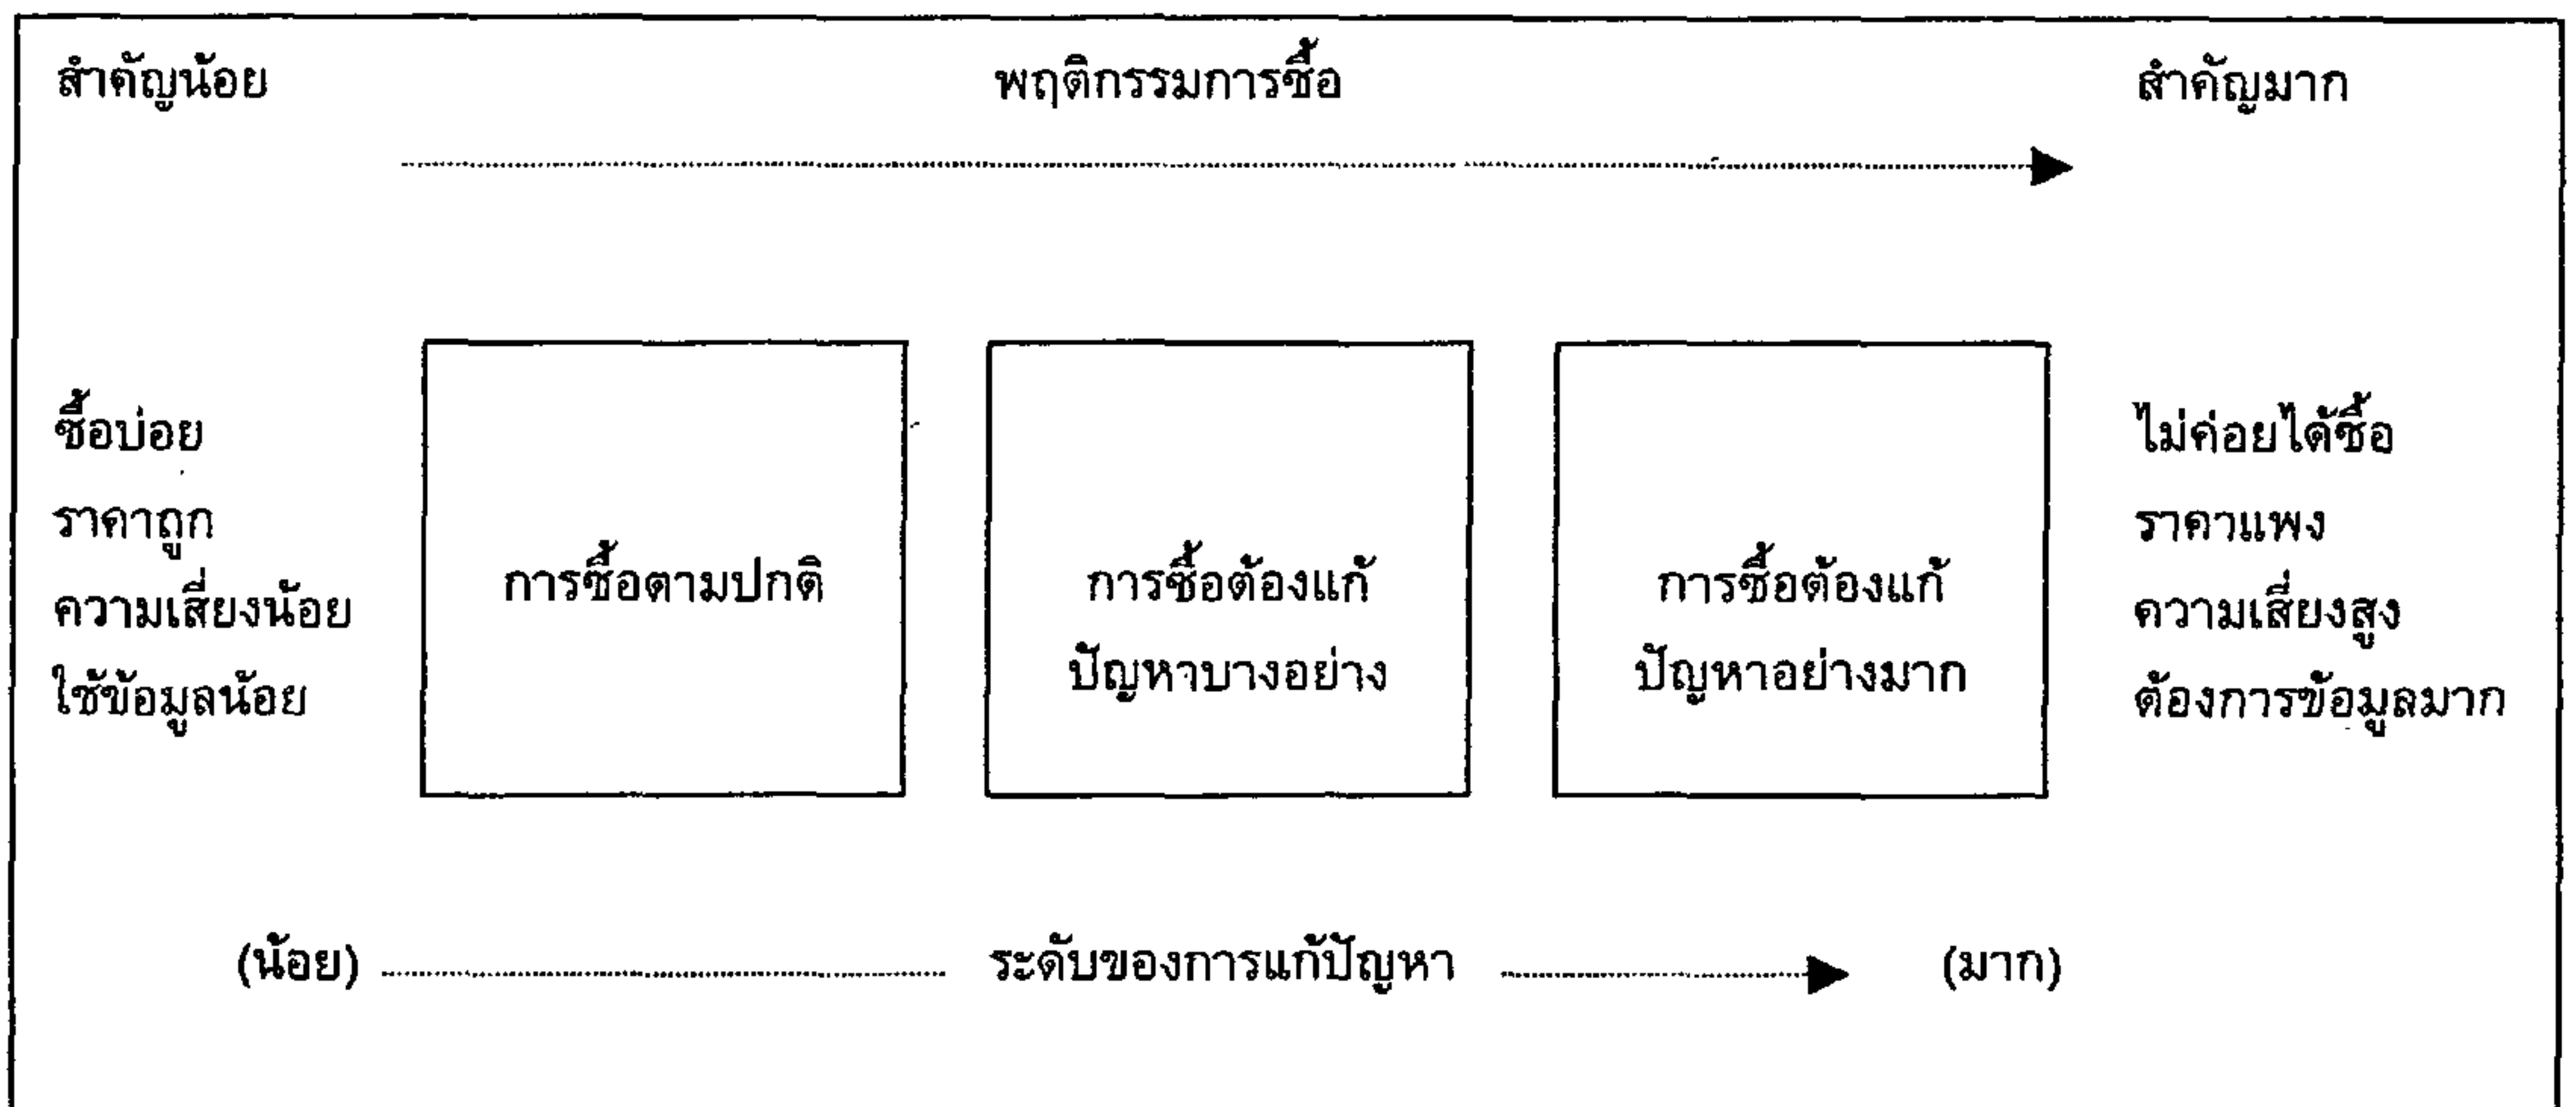 สำคัญน้อย พฤติกรรมการซื้อ สำคัญมาก
ซื้อบ่อย ไม่ค่อยได้ซื้อ
ราคาถูก ราคาแพง
การซื้อตามปกติ การซื้อต้องแก้ การซื้อต้องแก้
ความเสี่ยงน้อย ความเสี่ยงสูง
ปัญหาบางอย่าง ปัญหาอย่างมาก
ใช้ข้อมูลน้อย ต้องการข้อมูลมาก
(น้อย) ระดับของการแก้ปัญหา (มาก)